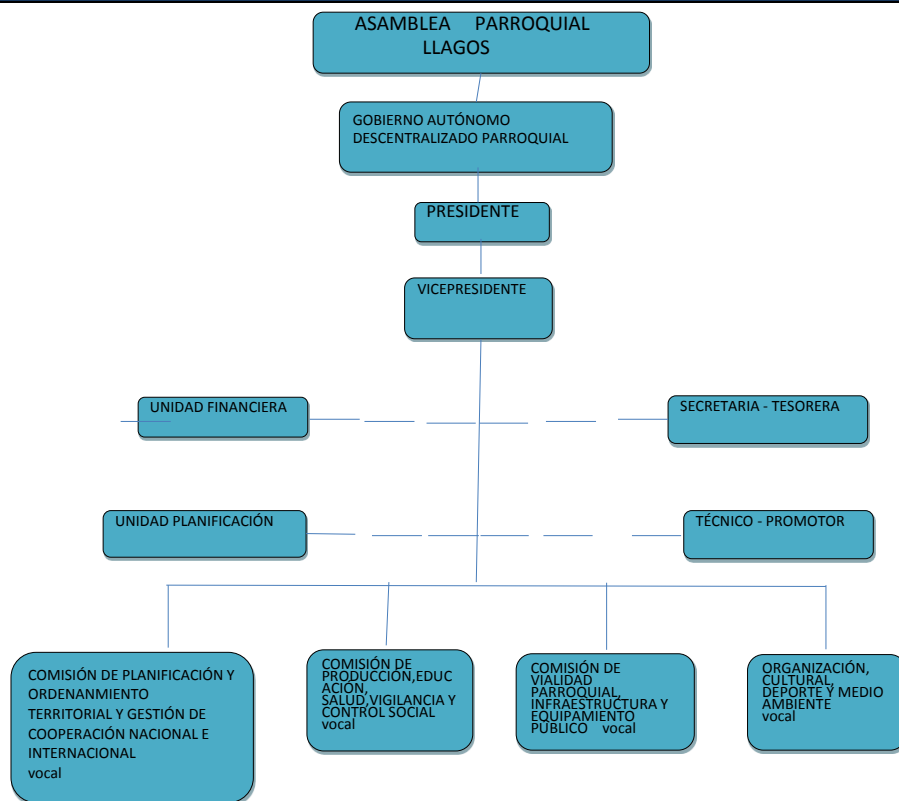 ASAMBLEA PARROQUIAL
LLAGOS
GOBIERNO AUTÓNOMO
DESCENTRALIZADO PARROQUIAL
PRESIDENTE
VICEPRESIDENTE
UNIDAD FINANCIERA
SECRETARIA - TESORERA
UNIDAD PLANIFICACIÓN
TÉCNICO - PROMOTOR
COMISIÓN DE PLANIFICACIÓN Y
ORDENANMIENTO
TERRITORIAL Y GESTIÓN DE
COOPERACIÓN NACIONAL E
INTERNACIONAL
vocal
COMISIÓN DE
PRODUCCIÓN,EDUC
ACIÓN,
SALUD,VIGILANCIA Y
CONTROL SOCIAL
vocal
COMISIÓN DE
VIALIDAD
PARROQUIAL,
INFRAESTRUCTURA Y
EQUIPAMIENTO
PÚBLICO vocal
ORGANIZACIÓN,
CULTURAL,
DEPORTE Y MEDIO
AMBIENTE
vocal